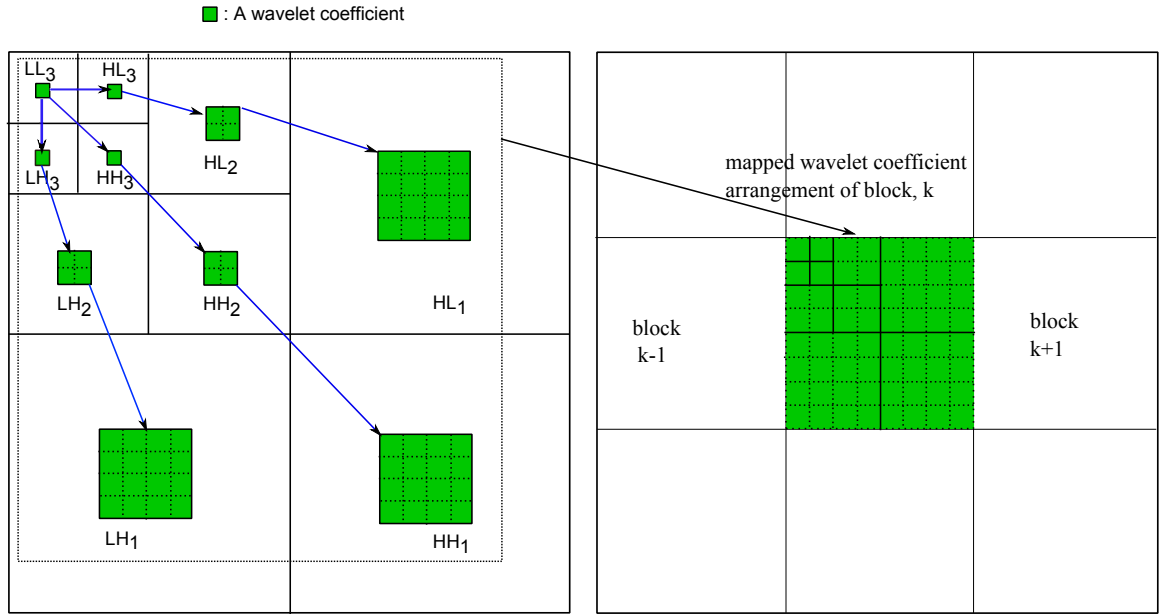 : A wavelet coefficient
LL3
HL3
LH3
HH3
HL2
LH2
HH2
HL1
LH1
HH1
mapped wavelet coefficient
arrangement of block, k
block
k-1
block
k+1